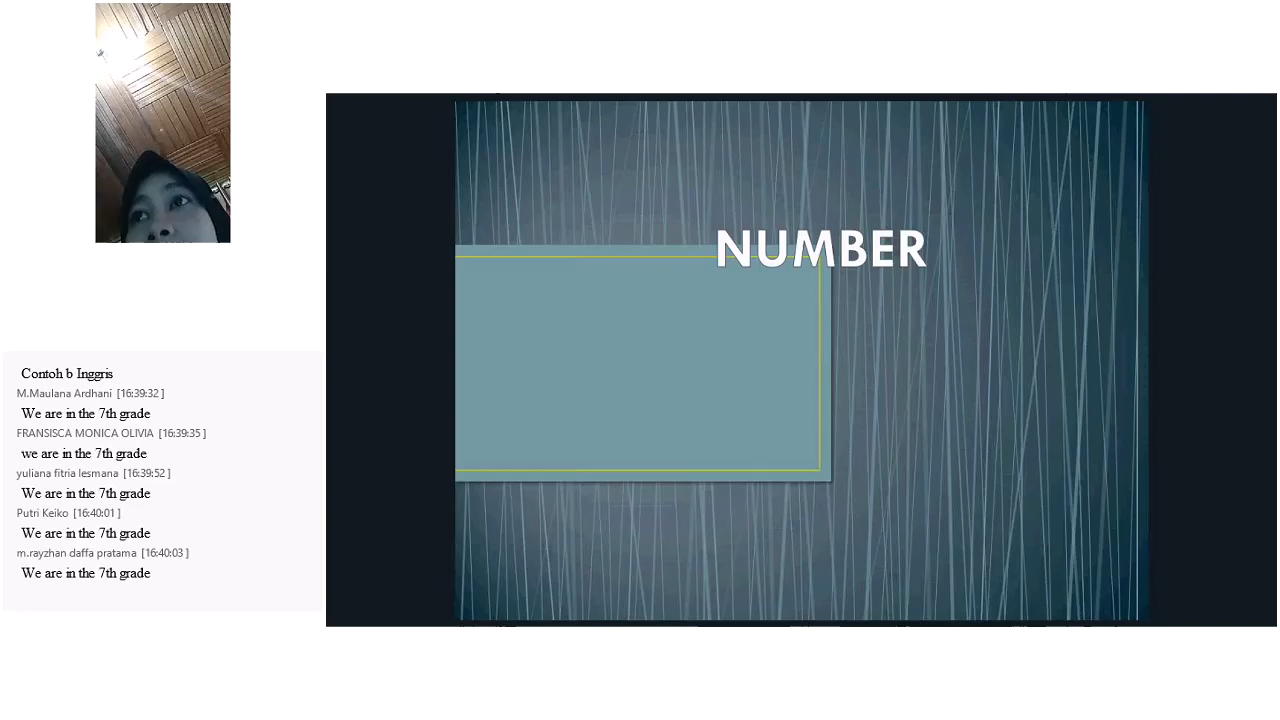 Contoh b Inggris
M.Maulana Ardhani [16:39:32 ]
We are in the 7th grade
FRANSISCA MONICA OLIVIA [16:39:35 ]
we are in the 7th grade
yuliana fitria lesmana [16:39:52 ]
We are in the 7th grade
Putri Keiko [16:40:01 ]
We are in the 7th grade
m.rayzhan daffa pratama [16:40:03 ]
We are in the 7th grade
NUMBER